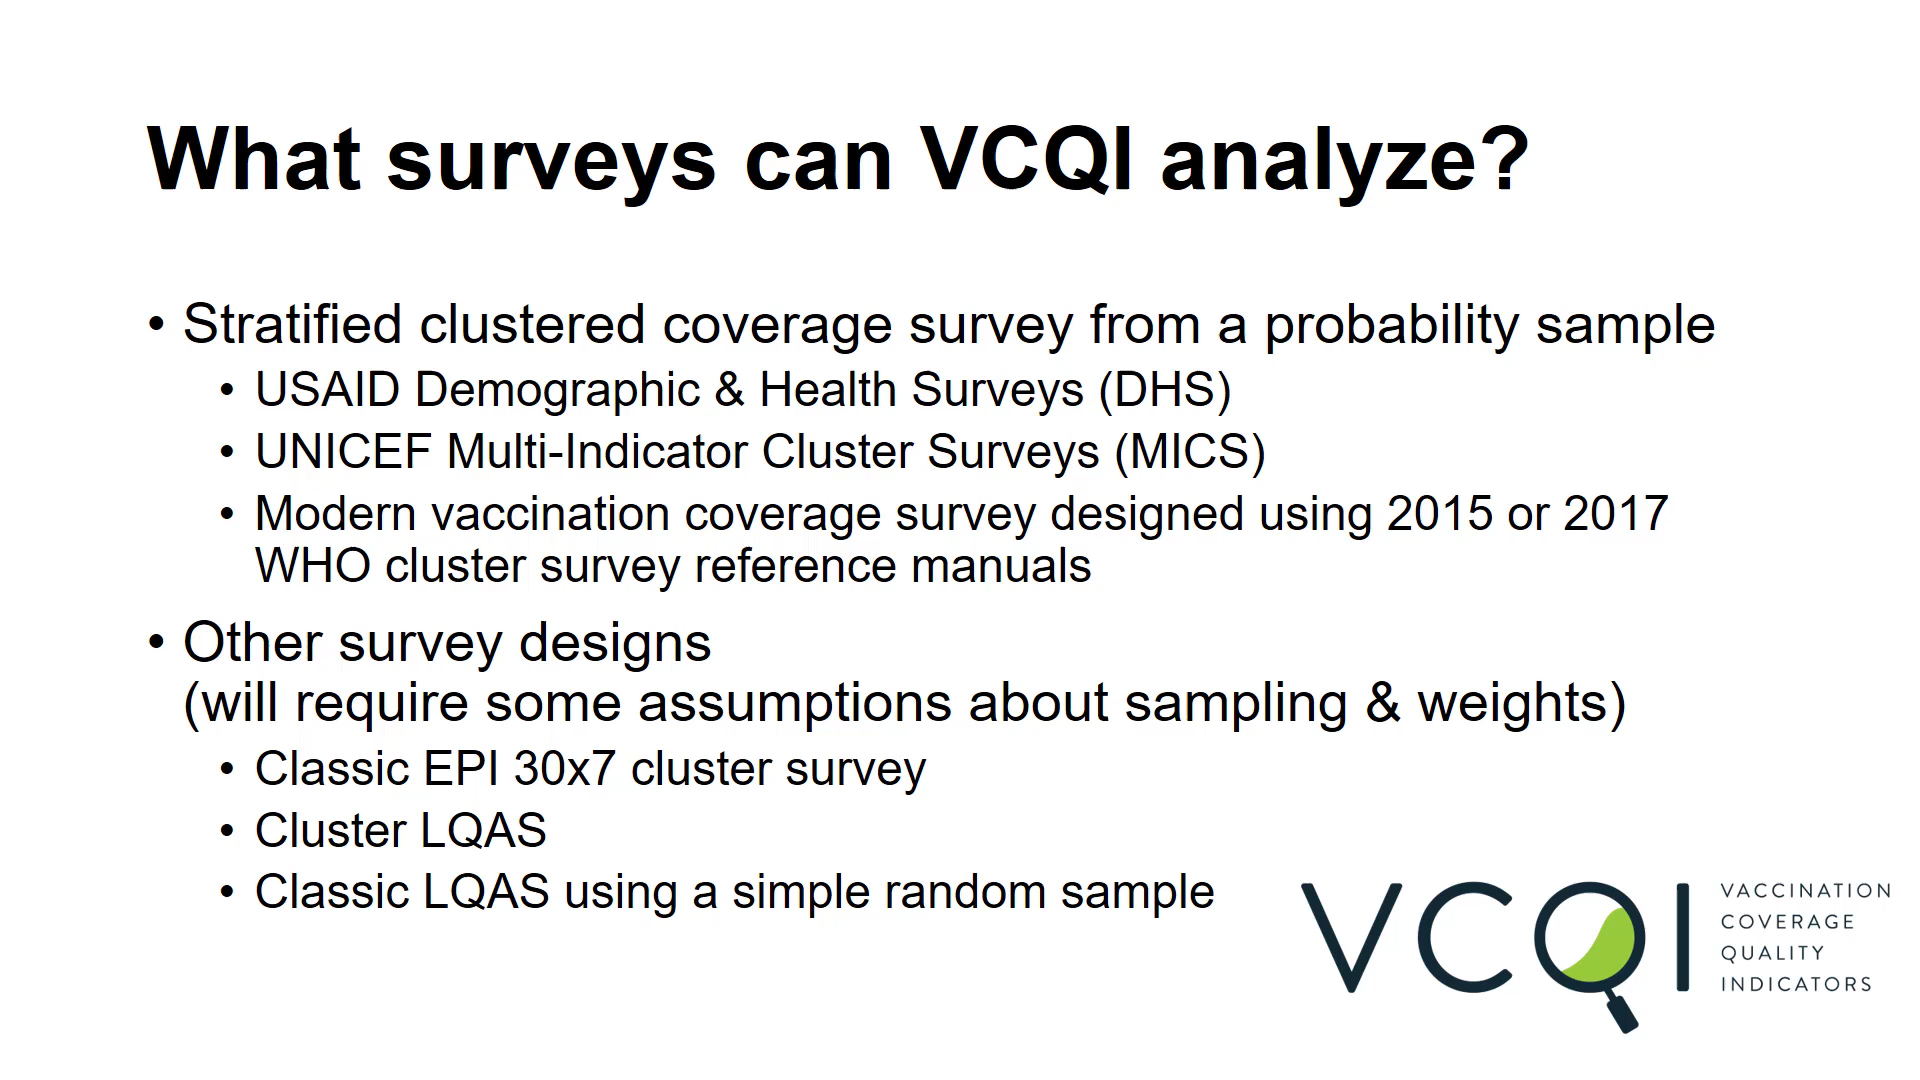 What surveys can VCQI analyze?
• Stratified clustered coverage survey from a probability sample
• USAID Demographic & Health Surveys (DHS)
• UNICEF Multi-Indicator Cluster Surveys (MICS)
• Modern vaccination coverage survey designed using 2015 or 2017
WHO cluster survey reference manuals
• Other survey designs
(will require some assumptions about sampling & weights)
• Classic EPI 30x7 cluster survey
• Cluster LQAS
• Classic LQAS using a simple random sample
VCQI
VACCINATION
COVERAGE
QUALITY
INDICATORS